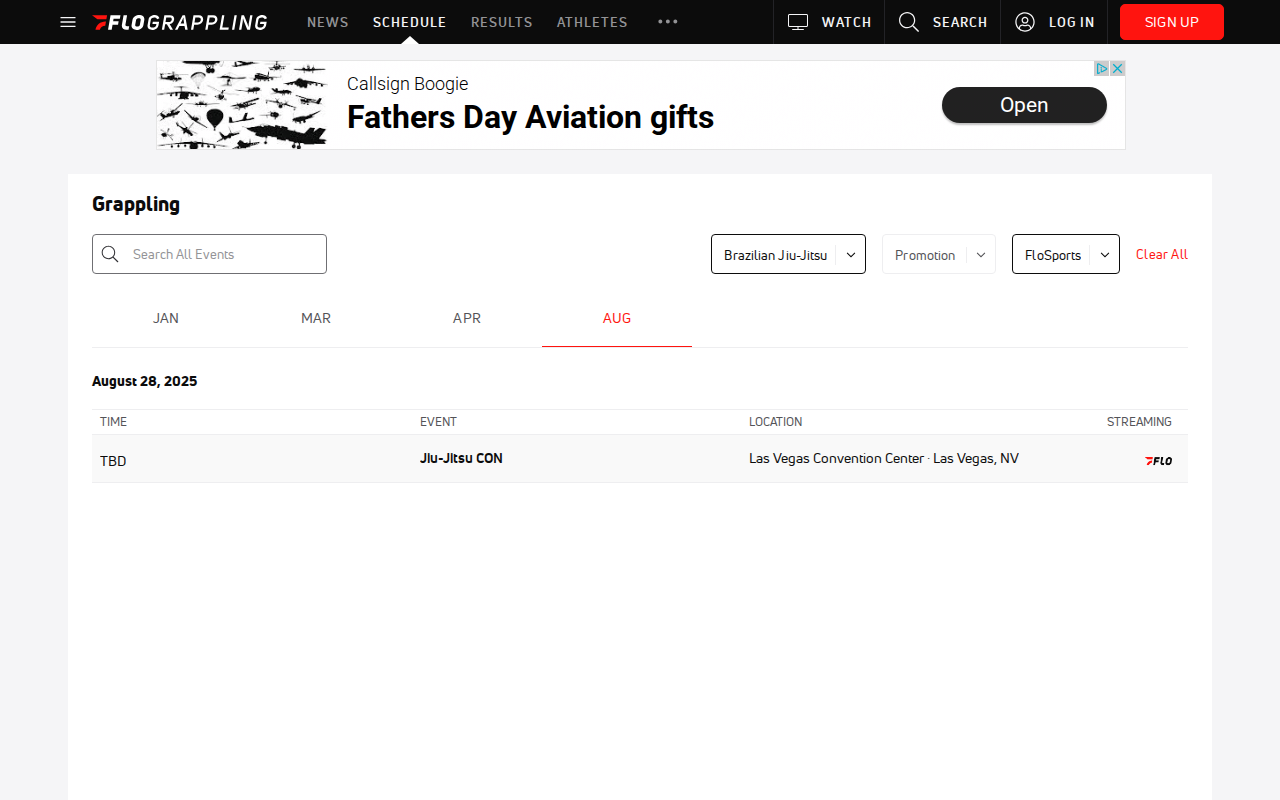 FLOGRAPPLING NEWS SCHEDULE RESULTS ATHLETES WATCH SEARCH LOG IN SIGN UP
Callsign Boogie
Fathers Day Aviation gifts
Open
Grappling
Search All Events
Brazilian Jiu-Jitsu Promotion FloSports Clear All
JAN MAR APR AUG
August 28, 2025
TIME EVENT LOCATION STREAMING
TBD Jiu-Jitsu CON Las Vegas Convention Center · Las Vegas, NV FLO